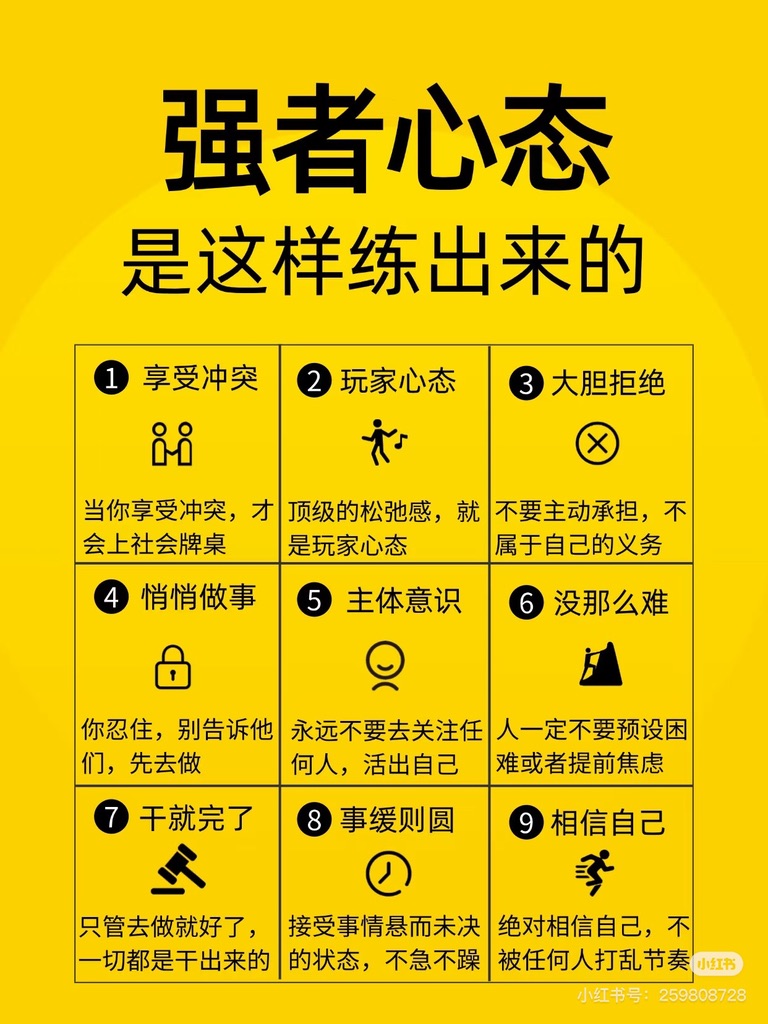 强者心态
是这样练出来的
1 享受冲突
当你享受冲突，才
会上社会牌桌
2 玩家心态
顶级的松弛感，就
是玩家心态
3 大胆拒绝
不要主动承担，不
属于自己的义务
4 悄悄做事
你忍住，别告诉他
们，先去做
5 主体意识
永远不要去关注任
何人，活出自己
6 没那么难
人一定不要预设困
难或者提前焦虑
7 干就完了
只管去做就好了，
一切都是干出来的
8 事缓则圆
接受事情悬而未决
的状态，不急不躁
9 相信自己
绝对相信自己，不
被任何人打乱节奏
小红书
小红书号：259808728